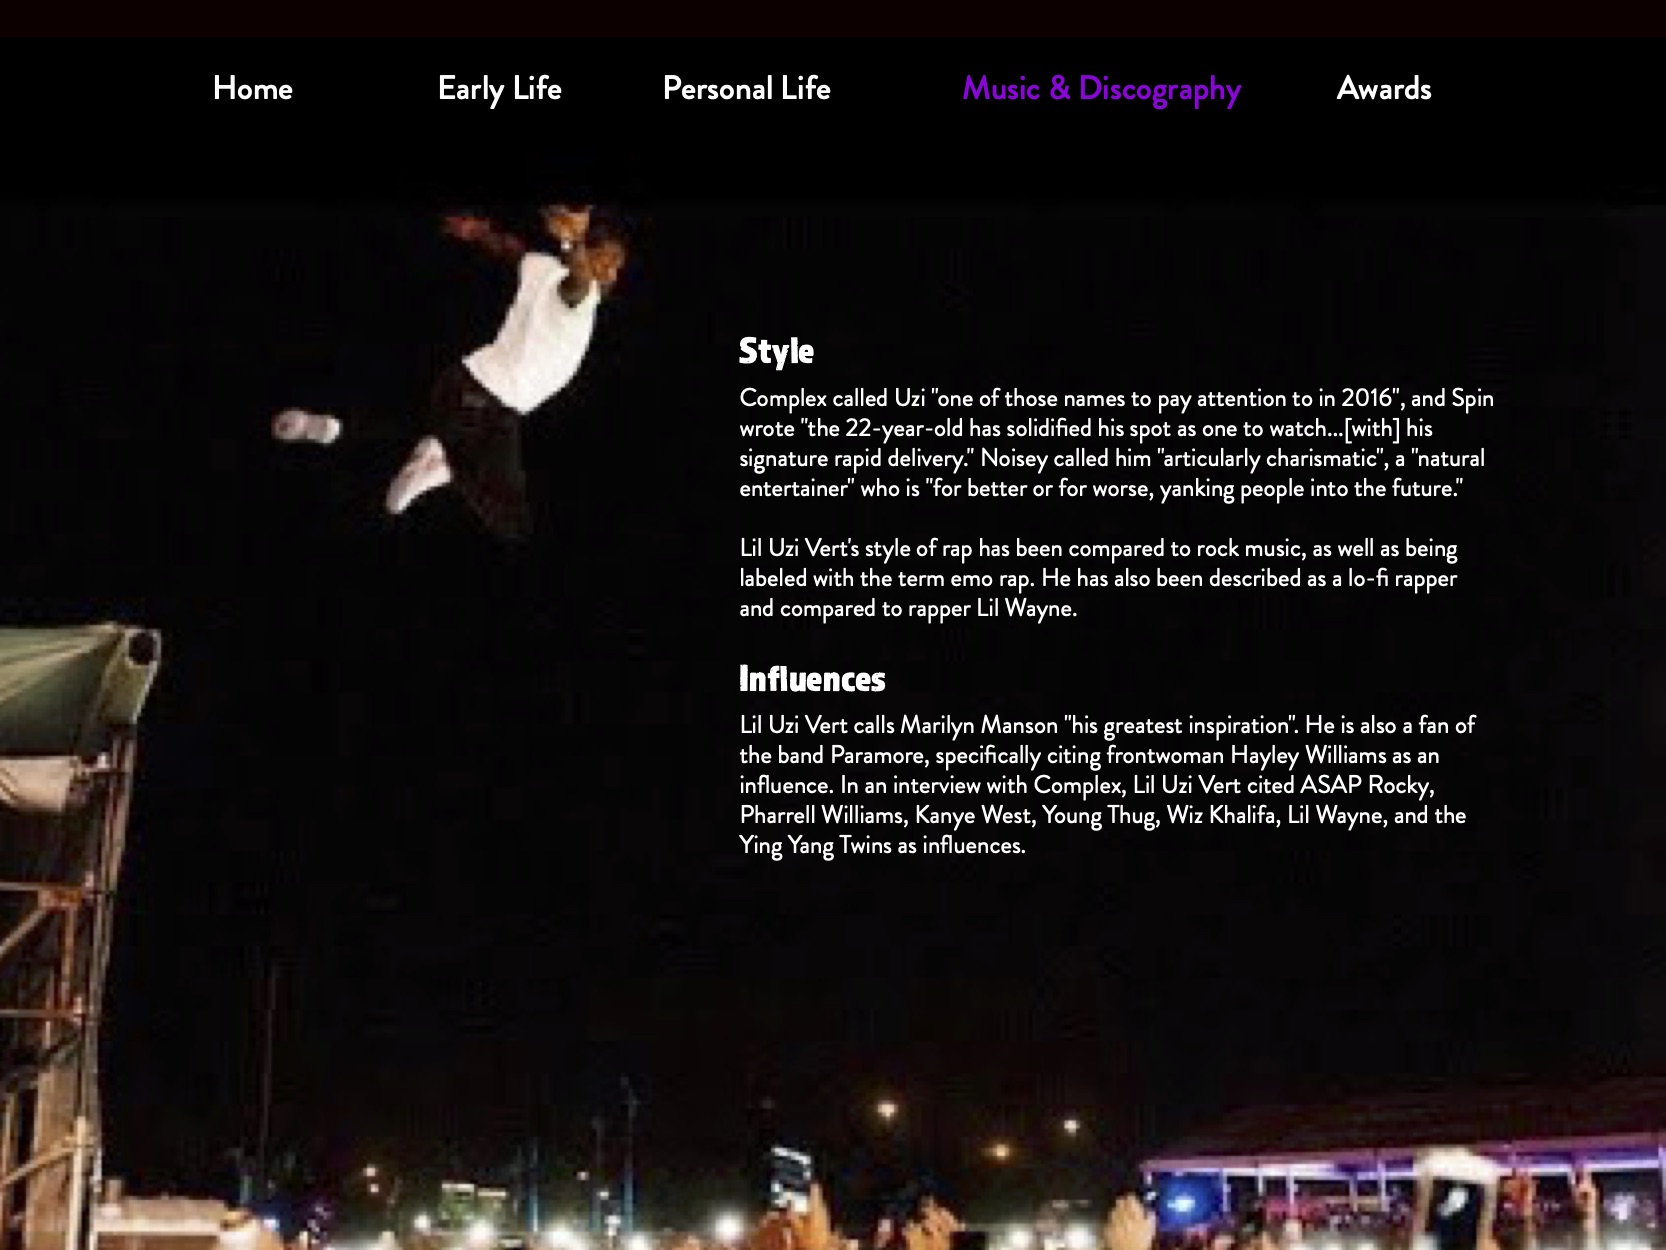 Home Early Life Personal Life Music & Discography Awards
Style
Complex called Uzi "one of those names to pay attention to in 2016", and Spin
wrote "the 22-year-old has solidified his spot as one to watch...[with] his
signature rapid delivery." Noisey called him "articularly charismatic", a "natural
entertainer" who is "for better or for worse, yanking people into the future."
Lil Uzi Vert's style of rap has been compared to rock music, as well as being
labeled with the term emo rap. He has also been described as a lo-fi rapper
and compared to rapper Lil Wayne.
Influences
Lil Uzi Vert calls Marilyn Manson "his greatest inspiration". He is also a fan of
the band Paramore, specifically citing frontwoman Hayley Williams as an
influence. In an interview with Complex, Lil Uzi Vert cited ASAP Rocky,
Pharrell Williams, Kanye West, Young Thug, Wiz Khalifa, Lil Wayne, and the
Ying Yang Twins as influences.